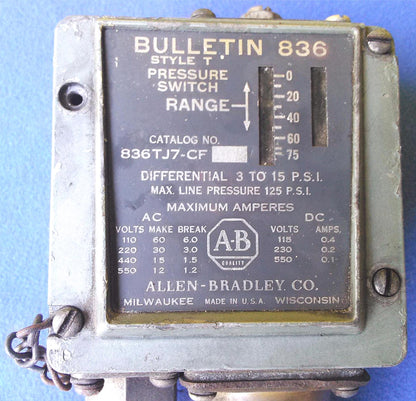 BULLETIN 836
STYLE T
PRESSURE
SWITCH
RANGE
0
20
40
60
75
CATALOG NO.
836TJ7-CF
DIFFERENTIAL 3 TO 15 P.S.I.
MAX. LINE PRESSURE 125 P.S.I.
MAXIMUM AMPERES
AC DC
VOLTS MAKE BREAK VOLTS AMPS.
110 60 6.0 115 0.4
220 30 3.0 230 0.2
440 15 1.5 550 0.1
550 12 1.2
A-B
QUALITY
ALLEN-BRADLEY CO.
MILWAUKEE MADE IN U.S.A. WISCONSIN